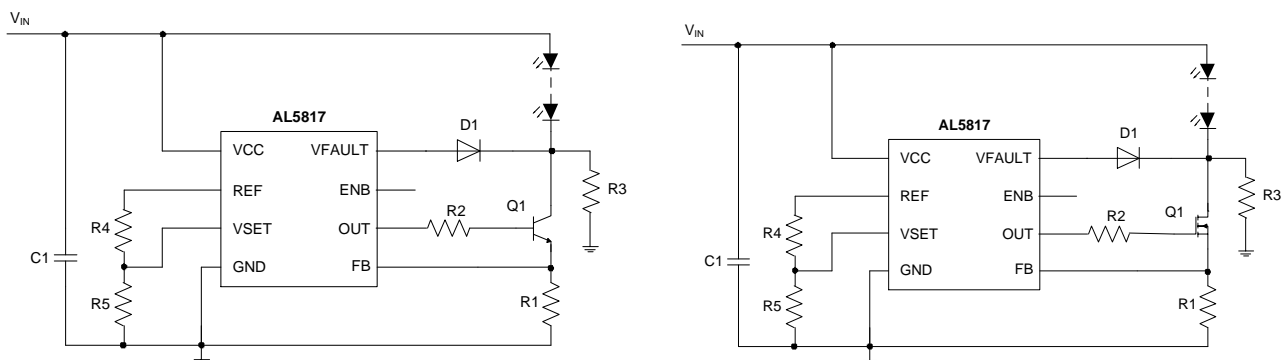 VIN
AL5817
VCC
VFAULT
REF
ENB
VSET
OUT
GND
FB
C1
R4
R5
D1
R2
Q1
R3
R1
VIN
AL5817
VCC
VFAULT
REF
ENB
VSET
OUT
GND
FB
C1
R4
R5
D1
R2
Q1
R3
R1